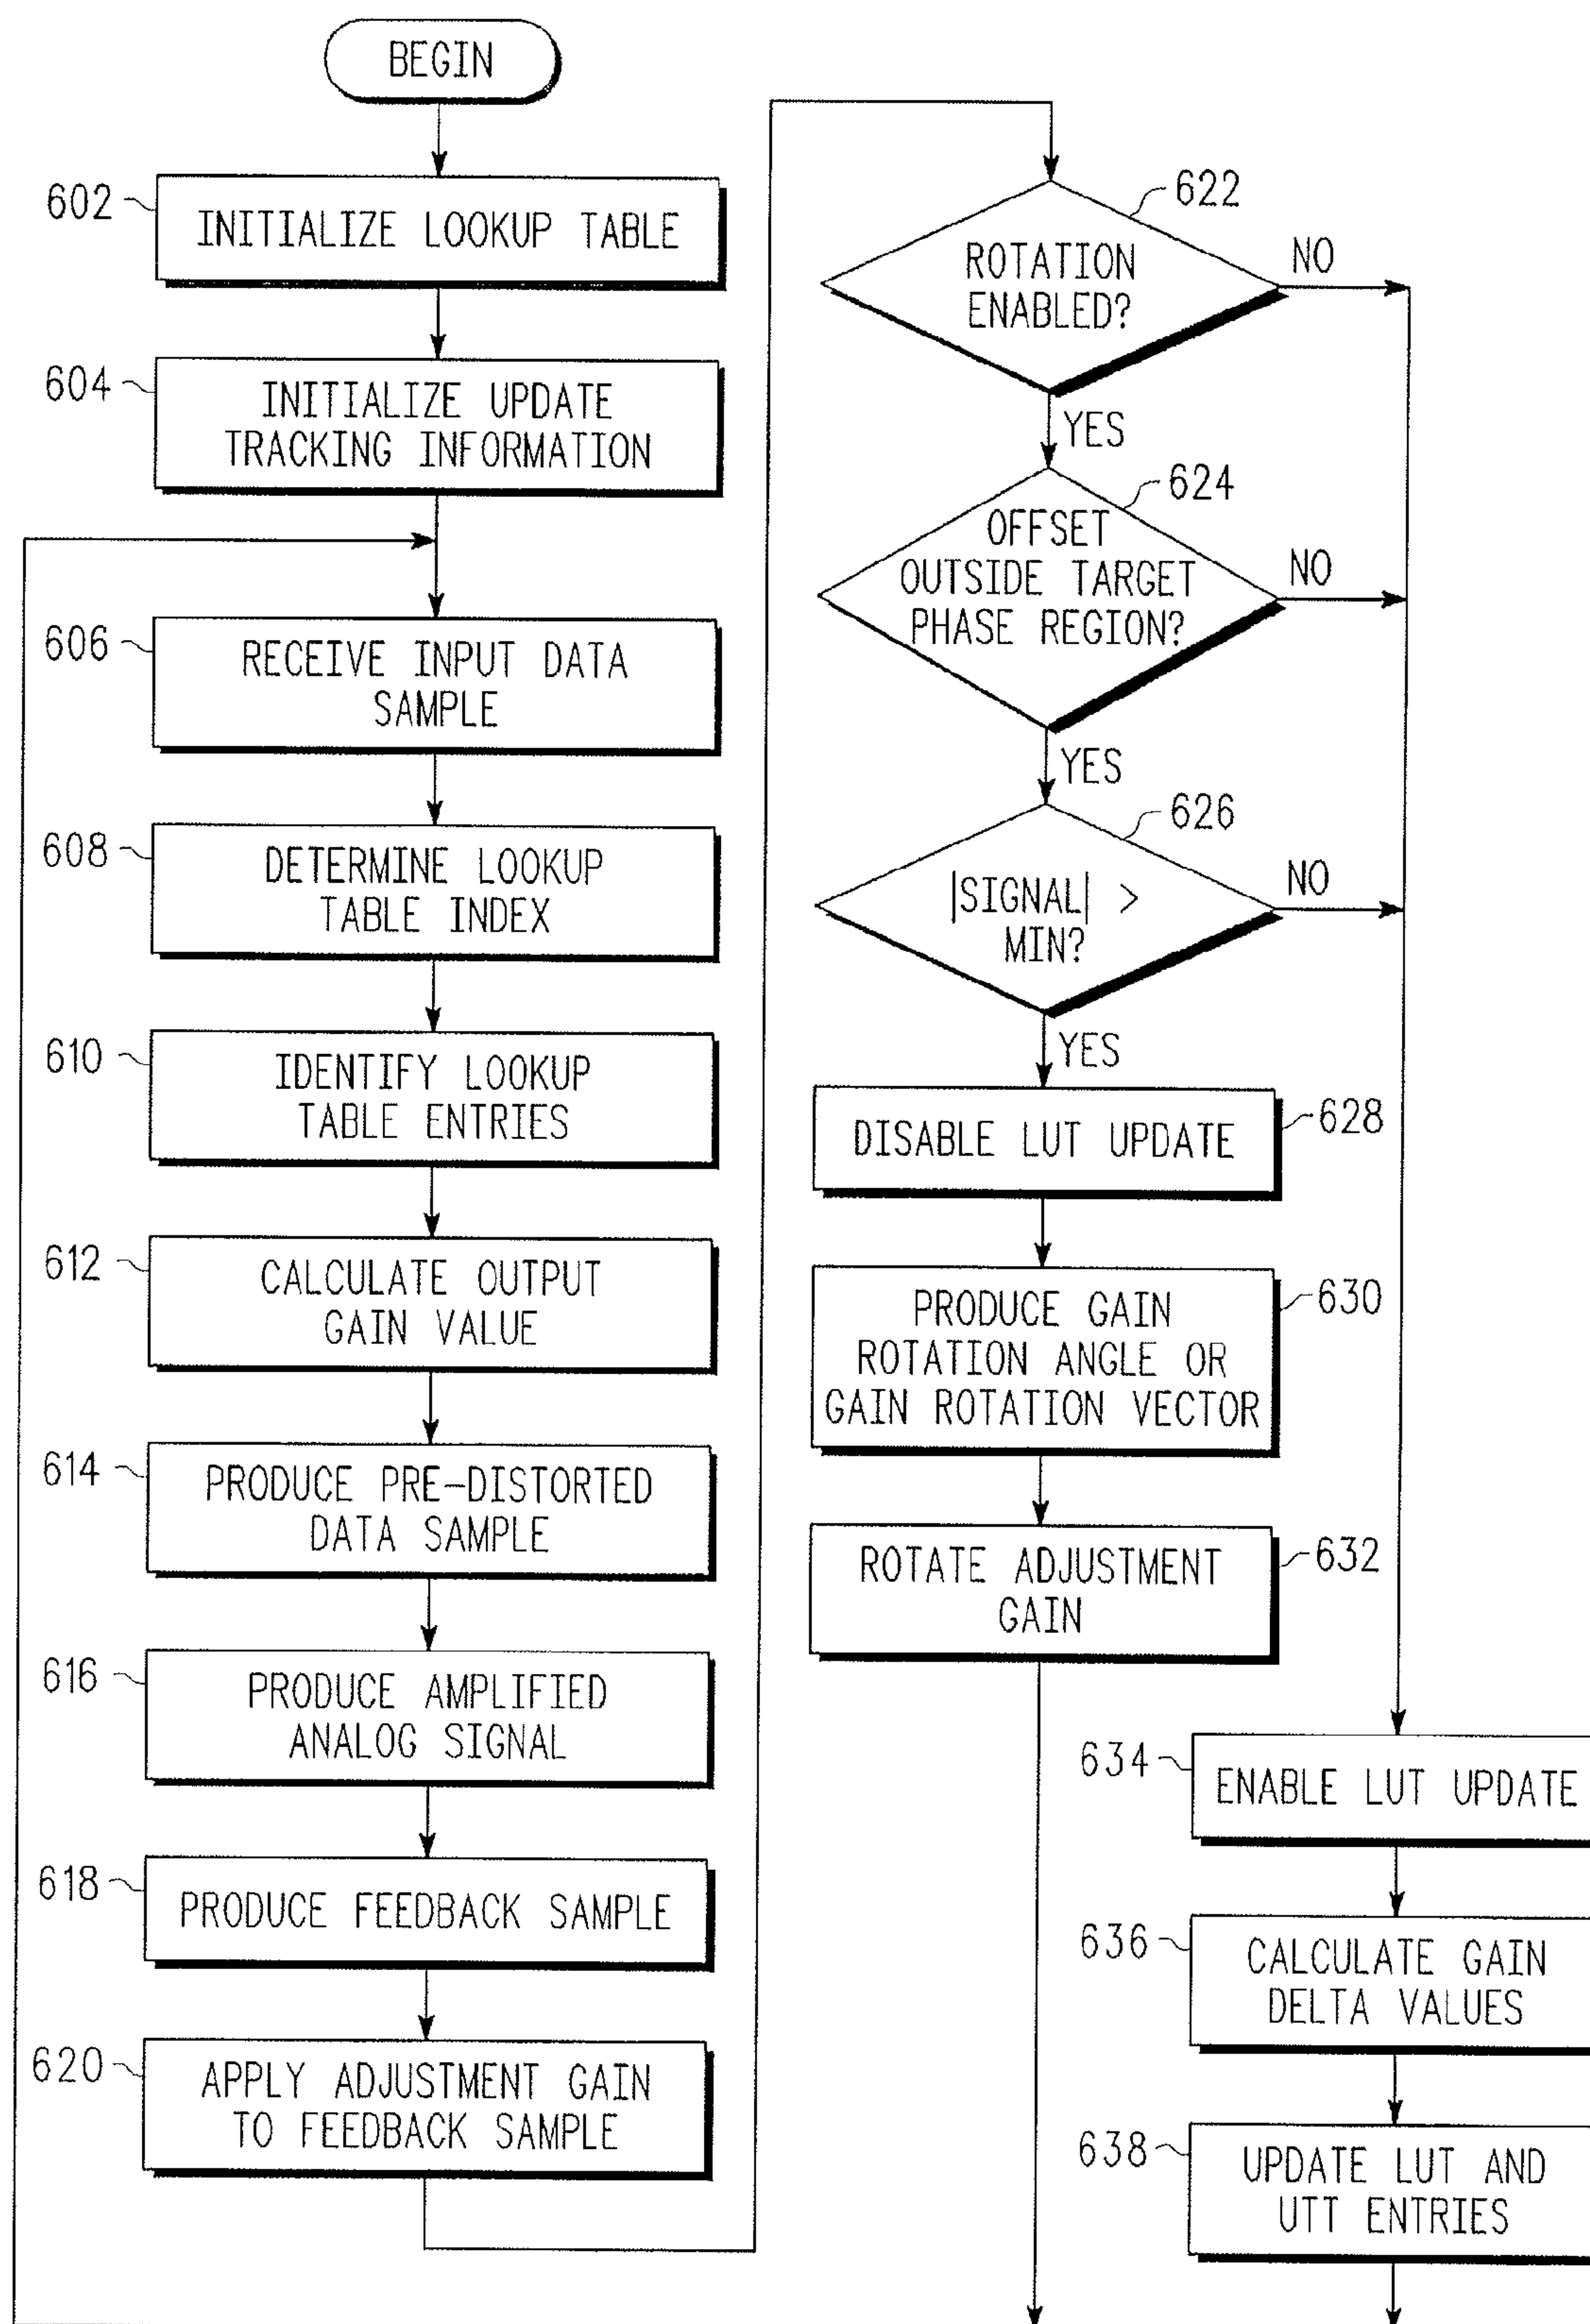 BEGIN
602
INITIALIZE LOOKUP TABLE
604
INITIALIZE UPDATE
TRACKING INFORMATION
606
RECEIVE INPUT DATA
SAMPLE
608
DETERMINE LOOKUP
TABLE INDEX
610
IDENTIFY LOOKUP
TABLE ENTRIES
612
CALCULATE OUTPUT
GAIN VALUE
614
PRODUCE PRE-DISTORTED
DATA SAMPLE
616
PRODUCE AMPLIFIED
ANALOG SIGNAL
618
PRODUCE FEEDBACK SAMPLE
620
APPLY ADJUSTMENT GAIN
TO FEEDBACK SAMPLE
622
ROTATION
ENABLED?
NO
YES
624
OFFSET
OUTSIDE TARGET
PHASE REGION?
NO
YES
626
|SIGNAL| >
MIN?
NO
YES
628
DISABLE LUT UPDATE
630
PRODUCE GAIN
ROTATION ANGLE OR
GAIN ROTATION VECTOR
632
ROTATE ADJUSTMENT
GAIN
634
ENABLE LUT UPDATE
636
CALCULATE GAIN
DELTA VALUES
638
UPDATE LUT AND
UTT ENTRIES